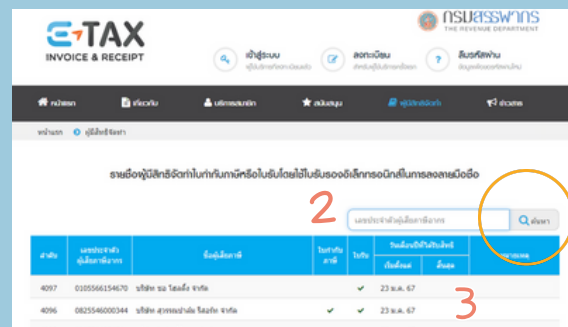 E-TAX
INVOICE & RECEIPT
กรมสรรพากร
THE REVENUE DEPARTMENT
เข้าสู่ระบบ
ลงทะเบียน
ลืมรหัสผ่าน
?
หน้าแรก
เกี่ยวกับ
บริการสมาชิก
สนับสนุน
ผู้มีสิทธิจัดทำ
ข่าวสาร
หน้าแรก ผู้มีสิทธิจัดทำ
รายชื่อผู้มีสิทธิจัดทำใบกำกับภาษีหรือใบรับโดยใช้ใบรับรองอิเล็กทรอนิกส์ในการลงลายมือชื่อ
2
เลขประจำตัวผู้เสียภาษีอากร
ค้นหา
ลำดับ
เลขประจำตัว
ผู้เสียภาษีอากร
ชื่อผู้เสียภาษี
ใบกำกับ
ภาษี
ใบรับ
วันเดือนปีที่ได้รับสิทธิ์
เริ่มตั้งแต่
สิ้นสุด
หมายเหตุ
4097 0105566154670 23 ม.ค. 67
3
4096 0825546000344 23 ม.ค. 67